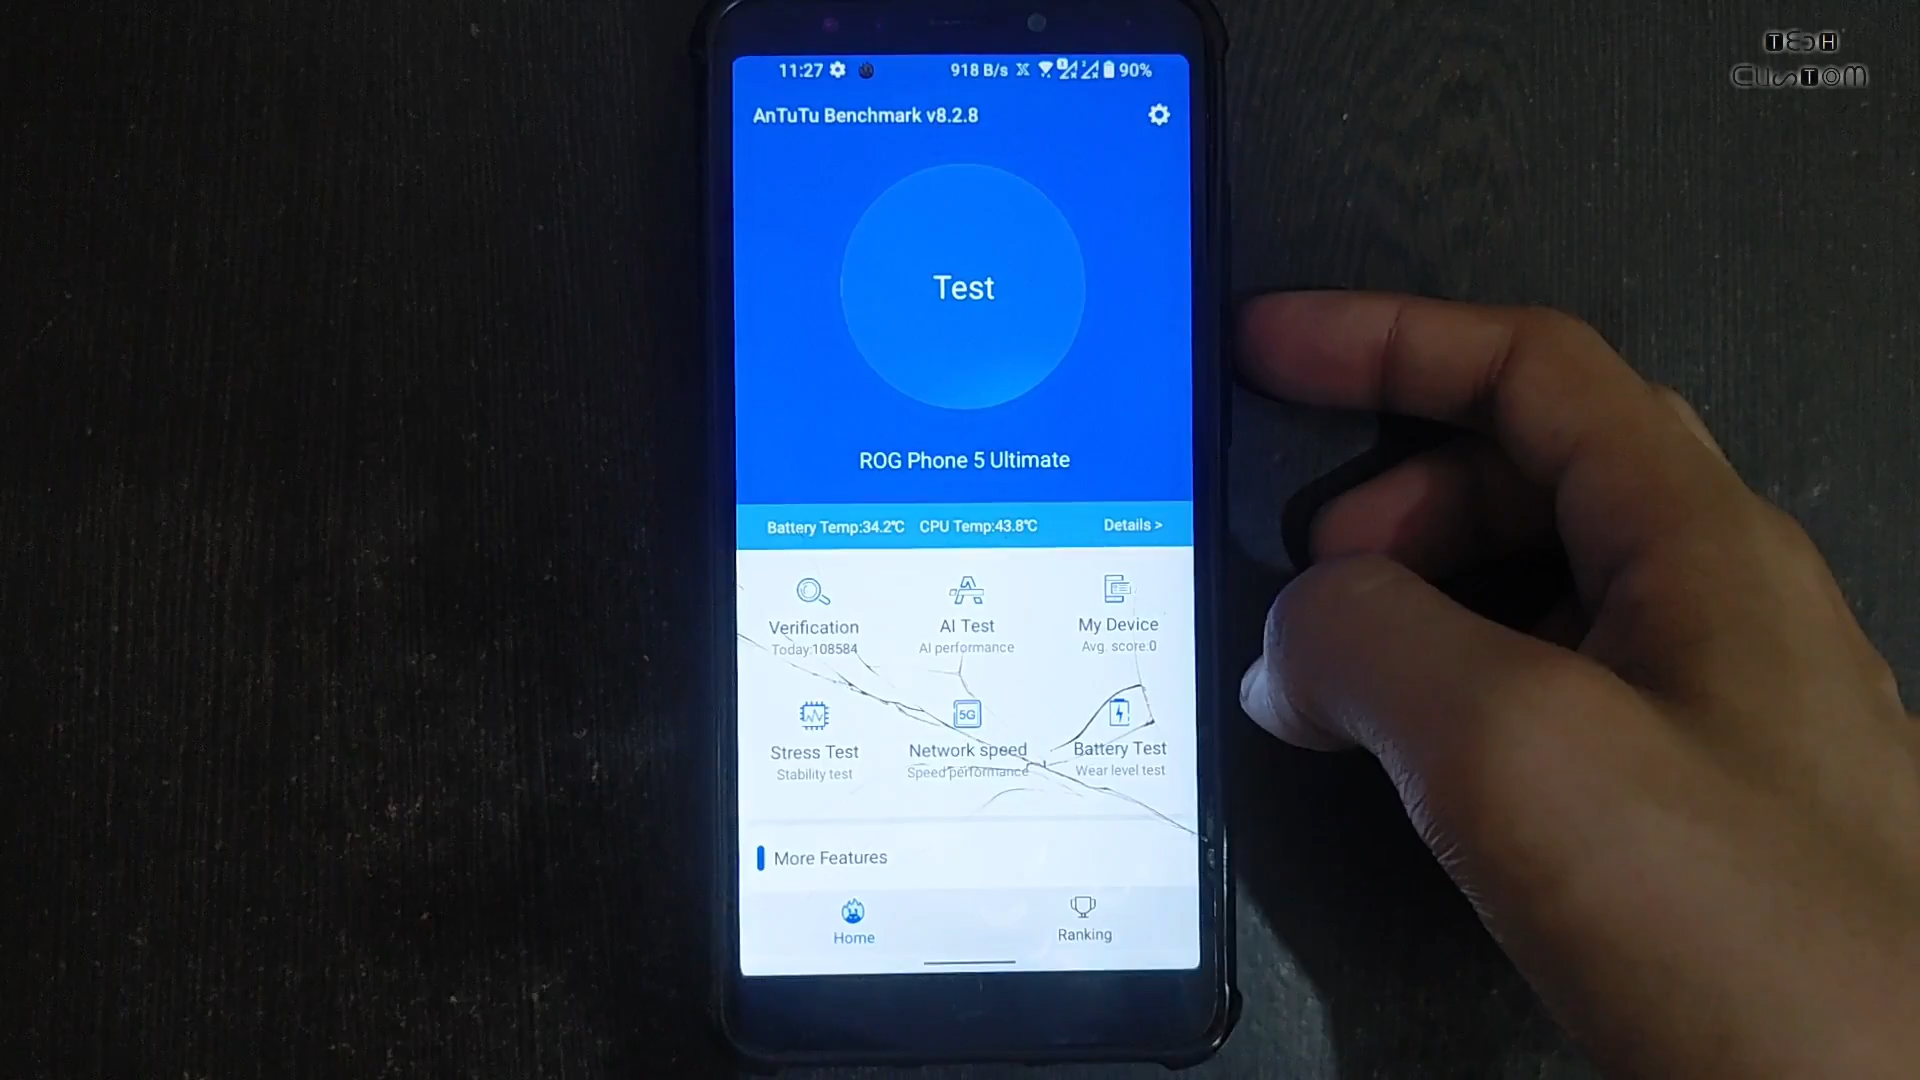 TECH
CUSTOM
11:27 918 B/s 90%
AnTuTu Benchmark v8.2.8
Test
ROG Phone 5 Ultimate
Battery Temp:34.2℃ CPU Temp:43.8℃ Details >
Verification AI Test My Device
Today:108584 AI performance Avg. score:0
5G
Stress Test Network speed Battery Test
Stability test Speed performance Wear level test
More Features
Home Ranking